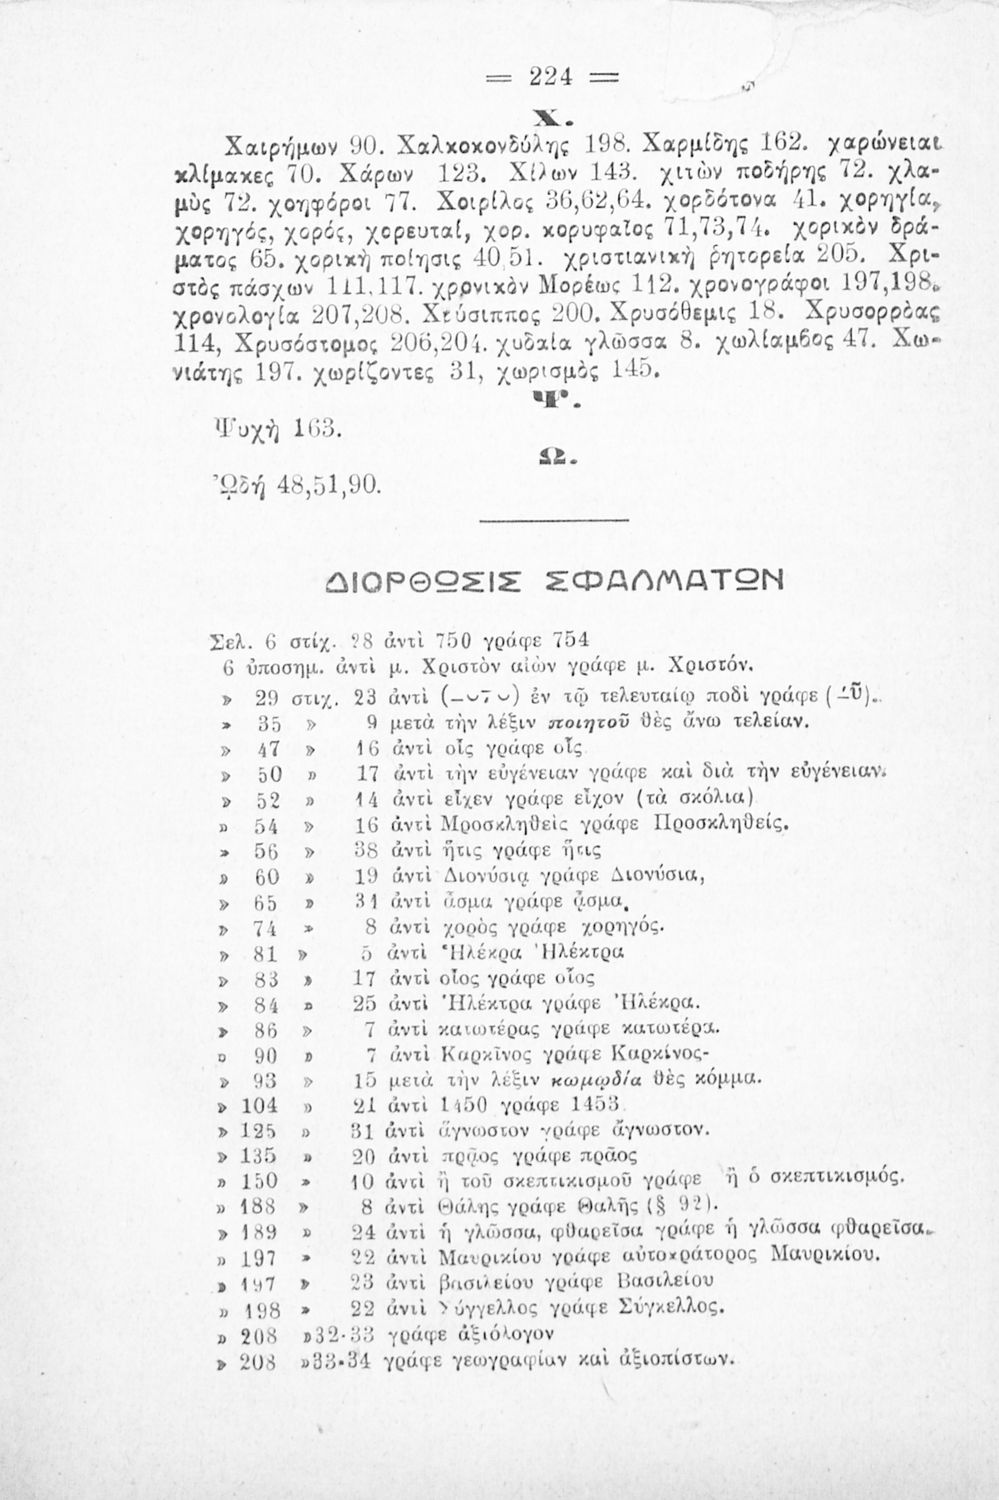 = 224 =
Χ.
Χαιρήμων 90. Χαλκοκονδύλης 198. Χαρμίδης 162. χαρώνειαι
κλίμακες 70. Χάρων 123. Χίλων 143. χιτὼν ποδήρης 72. χλα-
μὺς 72. χοηφόροι 77. Χοιρίλος 36,62,64. χορδότονα 41. χορηγία,
χορηγός, χορός, χορευταί, χορ. κορυφαῖος 71,73,74. χορικὸν δρά-
ματος 65. χορικὴ ποίησις 40,51. χριστιανικὴ ῥητορεία 205. Χρι-
στὸς πάσχων 111,117. χρονικὸν Μορέως 112. χρονογράφοι 197,198.
χρονολογία 207,208. Χρύσιππος 200. Χρυσόθεμις 18. Χρυσορρόας
114, Χρυσόστομος 206,204. χυδαία γλῶσσα 8. χωλίαμβος 47. Χω-
νιάτης 197. χωρίζοντες 31, χωρισμὸς 145.
Ψ.
Ψυχὴ 163.
Ω.
ᾨδή 48,51,90.
ΔΙΟΡΘΩΣΙΣ ΣΦΑΛΜΑΤΩΝ
Σελ. 6 στίχ. 28 ἀντὶ 750 γράφε 754
6 ὑποσημ. ἀντὶ μ. Χριστὸν αἰὼν γράφε μ. Χριστόν.
» 29 στιχ. 23 ἀντὶ ἐν τῷ τελευταίῳ ποδὶ γράφε
» 35 » 9 μετὰ τὴν λέξιν ποιητοῦ θὲς ἄνω τελείαν.
» 47 » 16 ἀντὶ οἷς γράφε οἷς
» 50 » 17 ἀντὶ τὴν εὐγένειαν γράφε καὶ διὰ τὴν εὐγένειαν.
» 52 » 14 ἀντὶ εἶχεν γράφε εἶχον (τὰ σκόλια)
» 54 » 16 ἀντὶ Μροσκληθεὶς γράφε Προσκληθείς.
» 56 » 38 ἀντὶ ἥτις γράφε ἥτις
» 60 » 19 ἀντὶ Διονύσιᾳ γράφε Διονύσια,
» 65 » 31 ἀντὶ ἆσμα γράφε ᾆσμα.
» 74 » 8 ἀντὶ χορὸς γράφε χορηγός.
» 81 » 5 ἀντὶ Ἡλέκρα Ἠλέκτρα
» 83 » 17 ἀντὶ οἷος γράφε οἷος
» 84 » 25 ἀντὶ Ἠλέκτρα γράφε Ἠλέκρα.
» 86 » 7 ἀντὶ κατωτέρας γράφε κατωτέρα.
» 90 » 7 ἀντὶ Καρκῖνος γράφε Καρκίνος-
» 93 » 15 μετὰ τὴν λέξιν κωμῳδία θὲς κόμμα.
» 104 » 21 ἀντὶ 1450 γράφε 1453
» 125 » 31 ἀντὶ ἅγνωστον γράφε ἄγνωστον.
» 135 » 20 ἀντὶ πρᾷος γράφε πρᾶος
» 150 » 10 ἀντὶ ἢ τοῦ σκεπτικισμοῦ γράφε ἢ ὁ σκεπτικισμός.
» 188 » 8 ἀντὶ Θάλης γράφε Θαλῆς (§ 92).
» 189 » 24 ἀντὶ ἡ γλῶσσα, φθαρεῖσα γράφε ἡ γλῶσσα φθαρεῖσα.
» 197 » 22 ἀντὶ Μαυρικίου γράφε αὐτοκράτορος Μαυρικίου.
» 197 » 23 ἀντὶ βασιλείου γράφε Βασιλείου
» 198 » 22 ἀντὶ Σύγγελλος γράφε Σύγκελλος.
» 208 »32-33 γράφε ἀξιόλογον
» 208 »33-34 γράφε γεωγραφίαν καὶ ἀξιοπίστων.